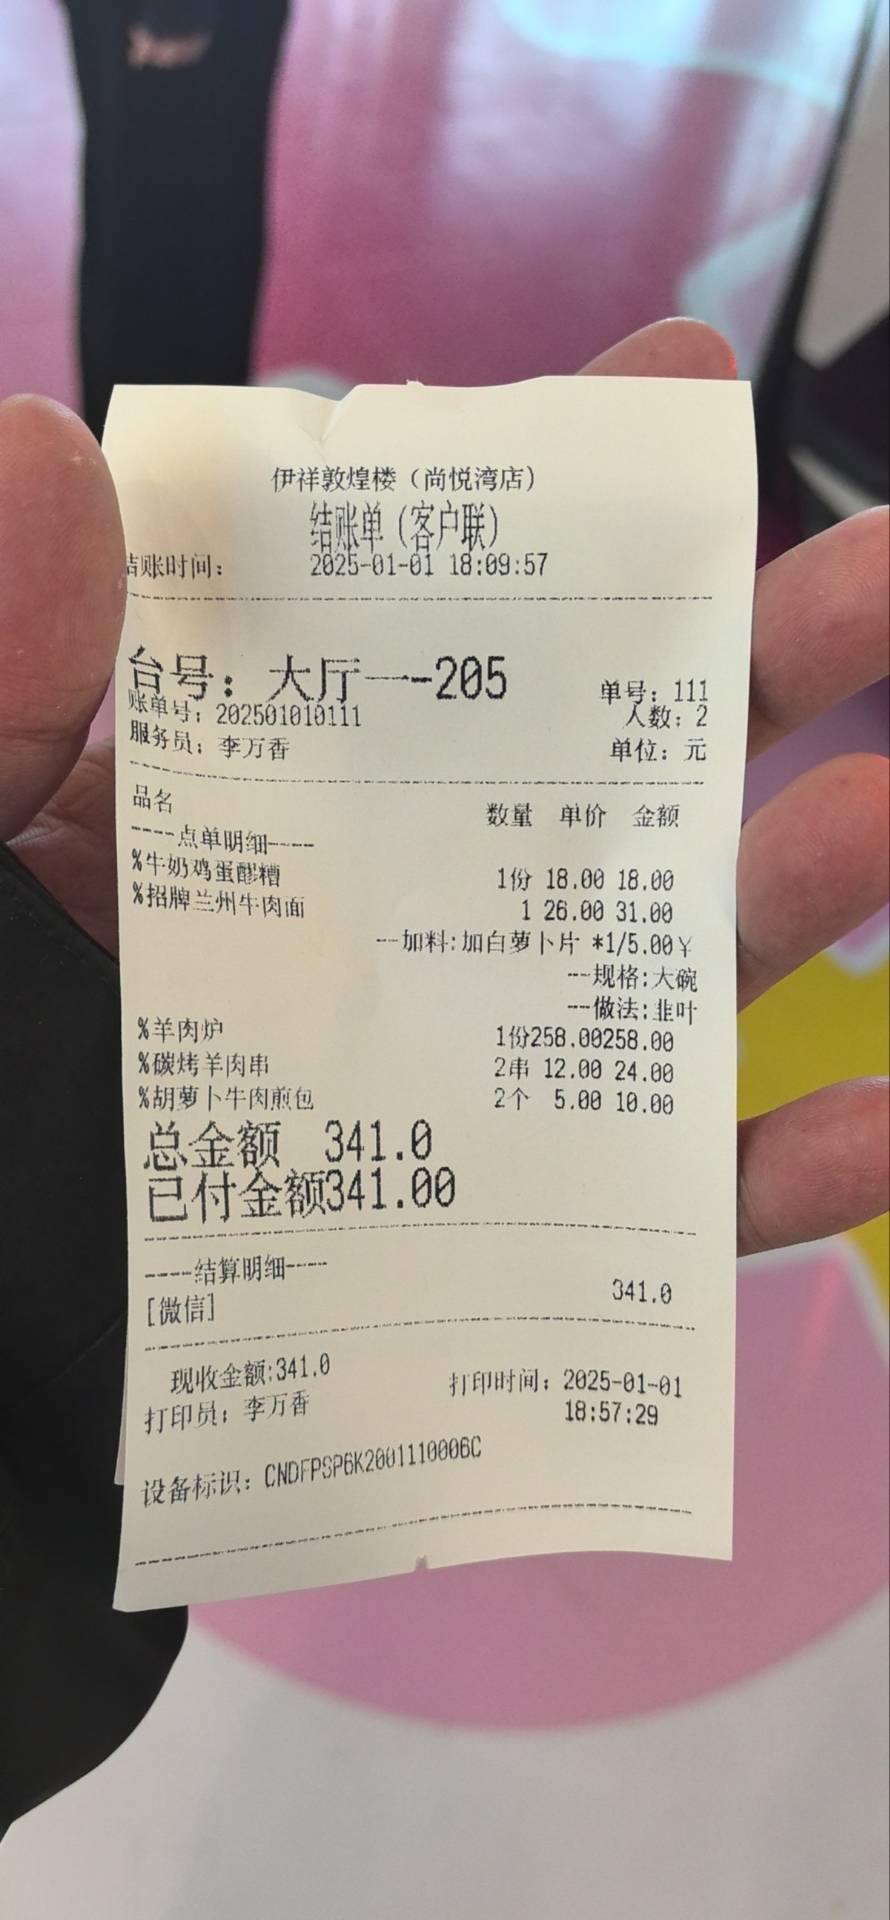 伊祥敦煌楼（尚悦湾店）
结账单（客户联）
结账时间： 2025-01-01 18:09:57
台号：大厅一-205 单号：111
账单号：202501010111 人数：2
服务员：李万香 单位：元
品名 数量 单价 金额
----点单明细----
%牛奶鸡蛋醪糟 1份 18.00 18.00
%招牌兰州牛肉面 1 26.00 31.00
--加料:加白萝卜片 *1/5.00￥
--规格:大碗
--做法:韭叶
%羊肉炉 1份258.00258.00
%碳烤羊肉串 2串 12.00 24.00
%胡萝卜牛肉煎包 2个 5.00 10.00
总金额 341.0
已付金额341.00
----结算明细----
[微信] 341.0
现收金额:341.0
打印员：李万香 打印时间：2025-01-01
18:57:29
设备标识：CNDFPSP6K2001110006C